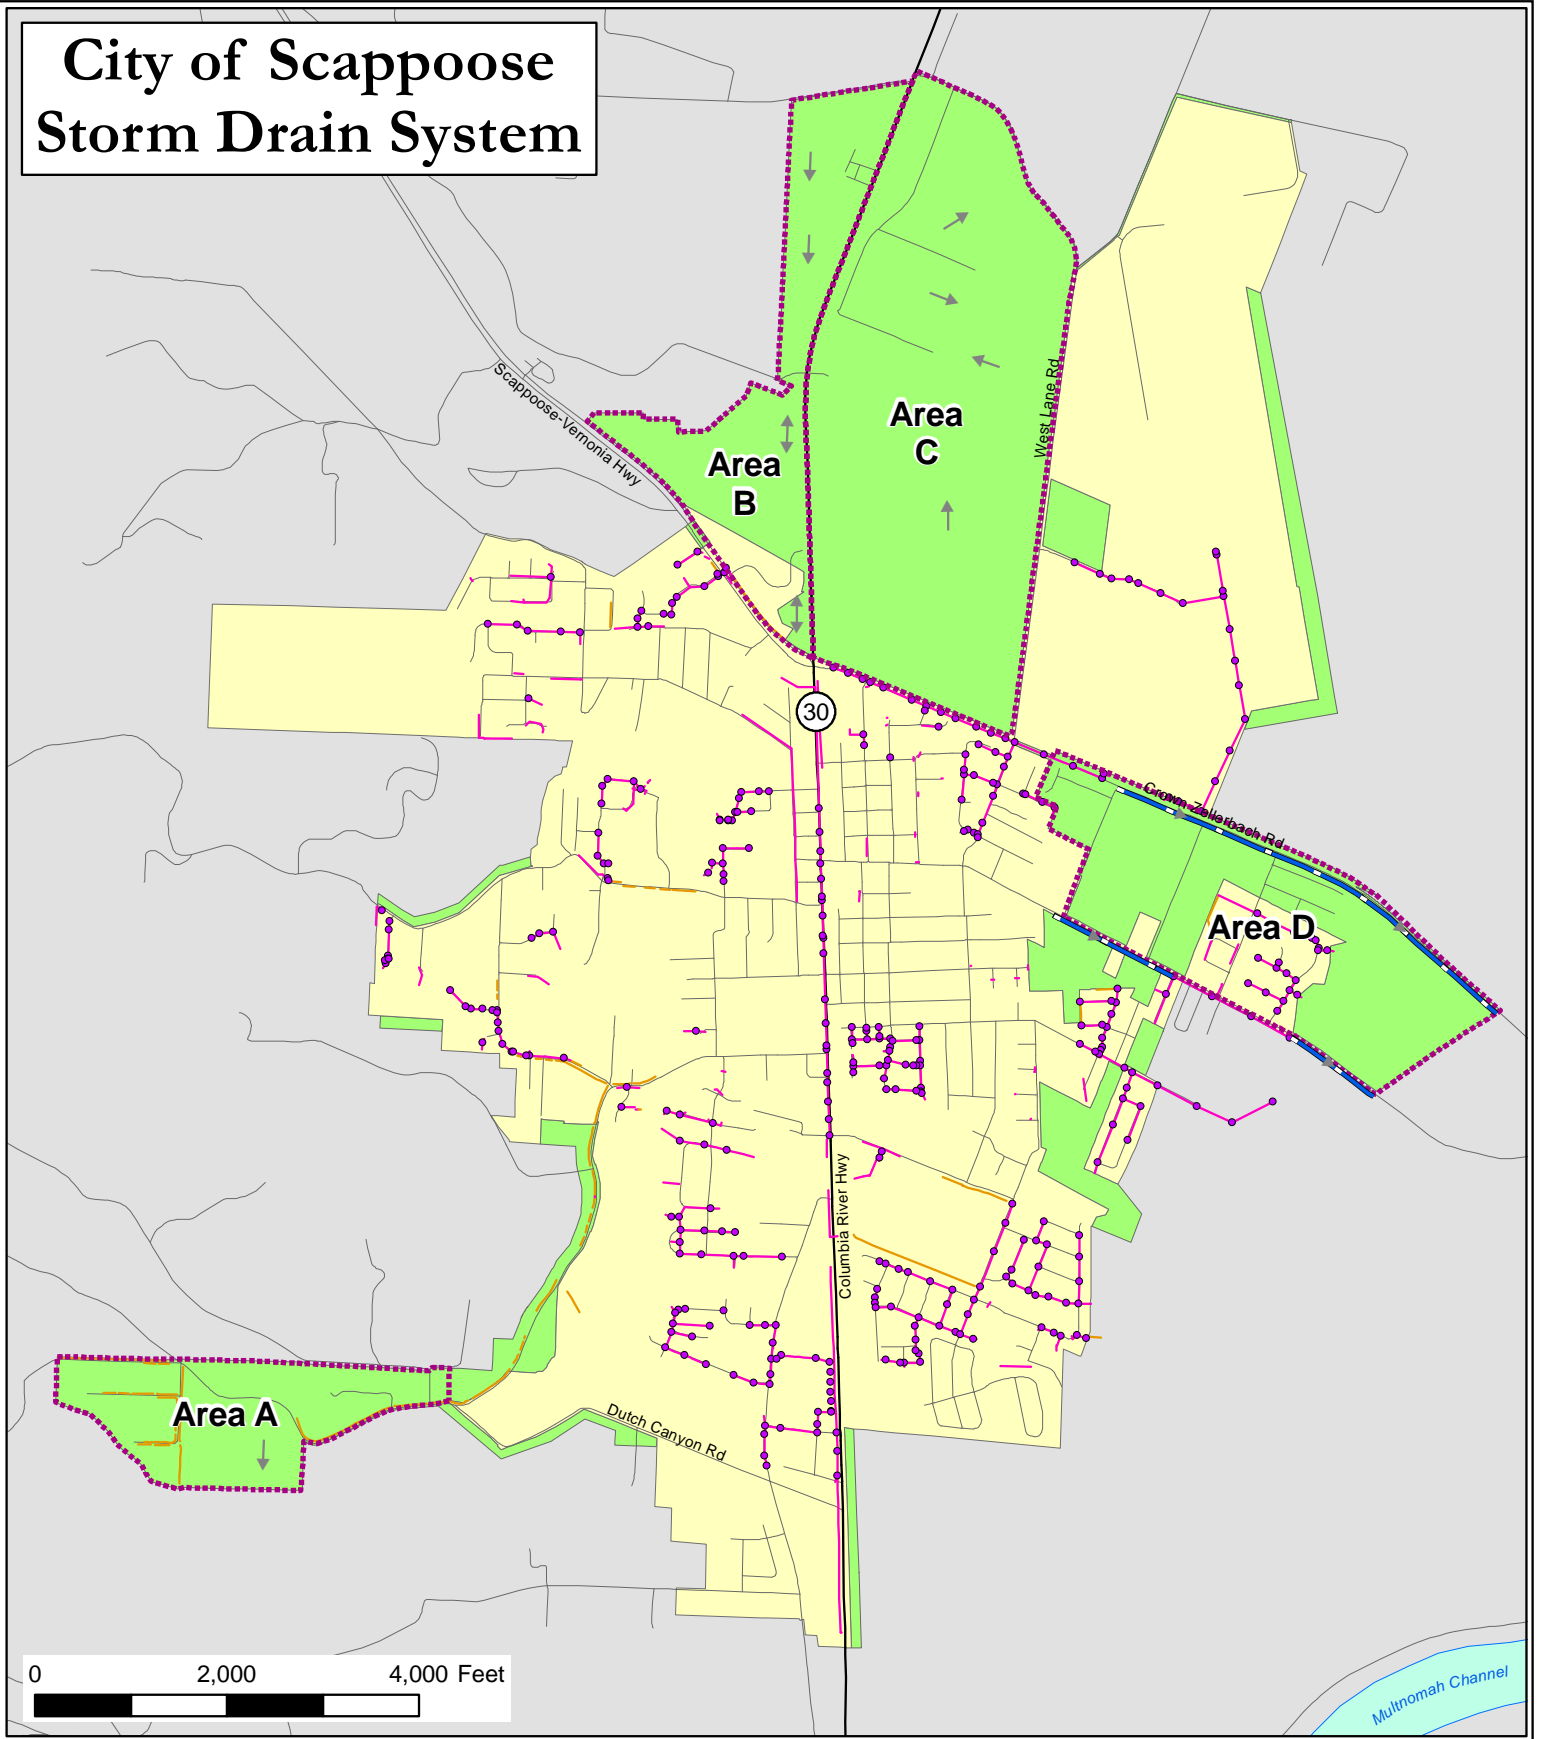 City of Scappoose
Storm Drain System
Scappoose-Vernonia Hwy
West Lane Rd
Area
C
Area
B
30
Crown Zellerbach Rd
Area D
Columbia River Hwy
Area A
Dutch Canyon Rd
0 2,000 4,000 Feet
Multnomah Channel